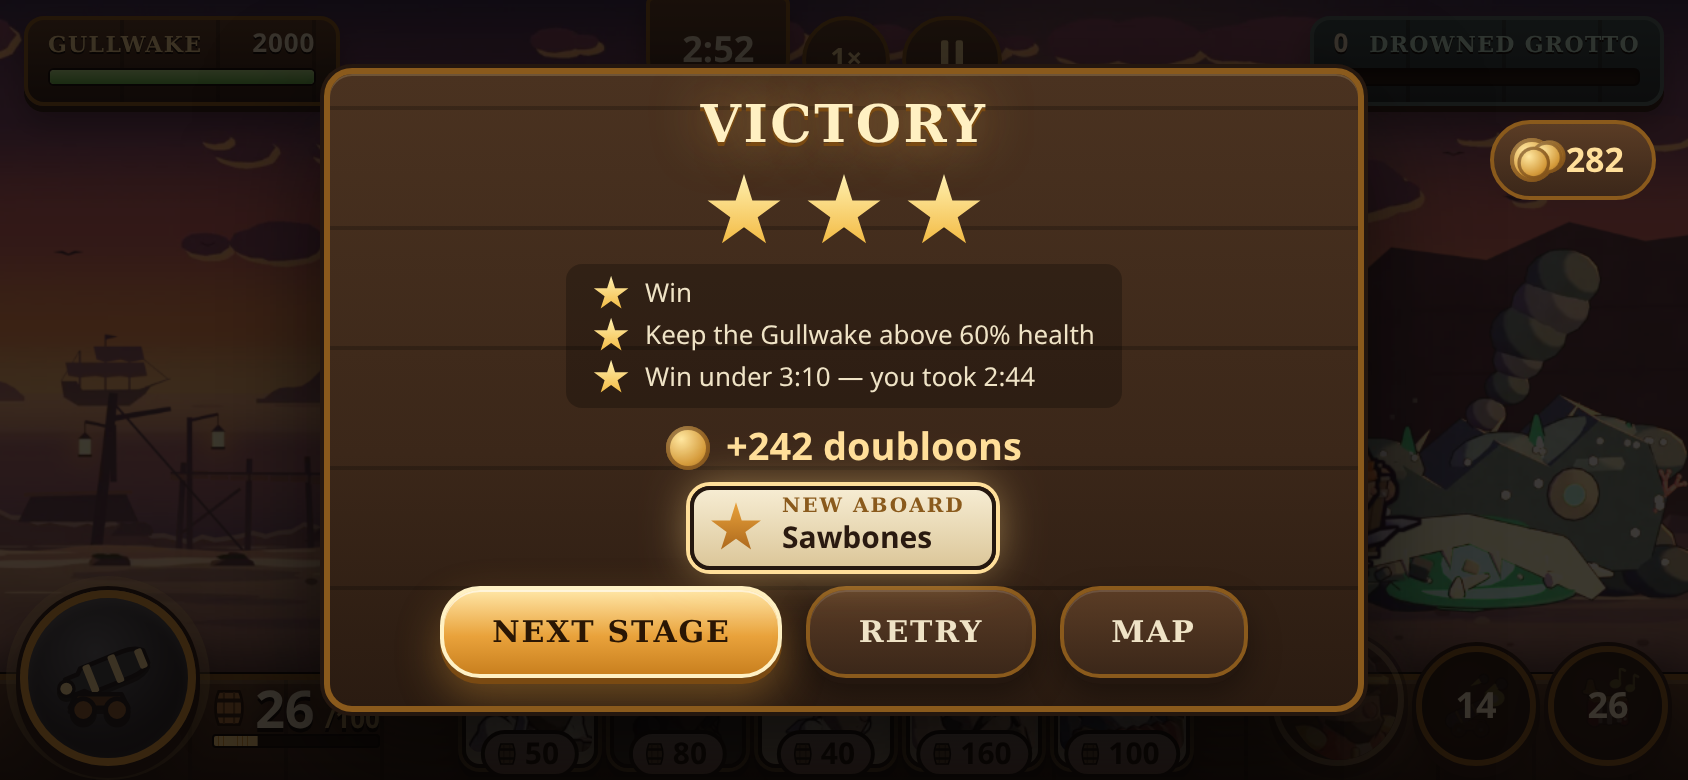 GULLWAKE 2000
2:52
1×
0 DROWNED GROTTO
282
VICTORY
Win
Keep the Gullwake above 60% health
Win under 3:10 — you took 2:44
+242 doubloons
NEW ABOARD
Sawbones
NEXT STAGE
RETRY
MAP
26 /100
50
80
40
160
100
14
26